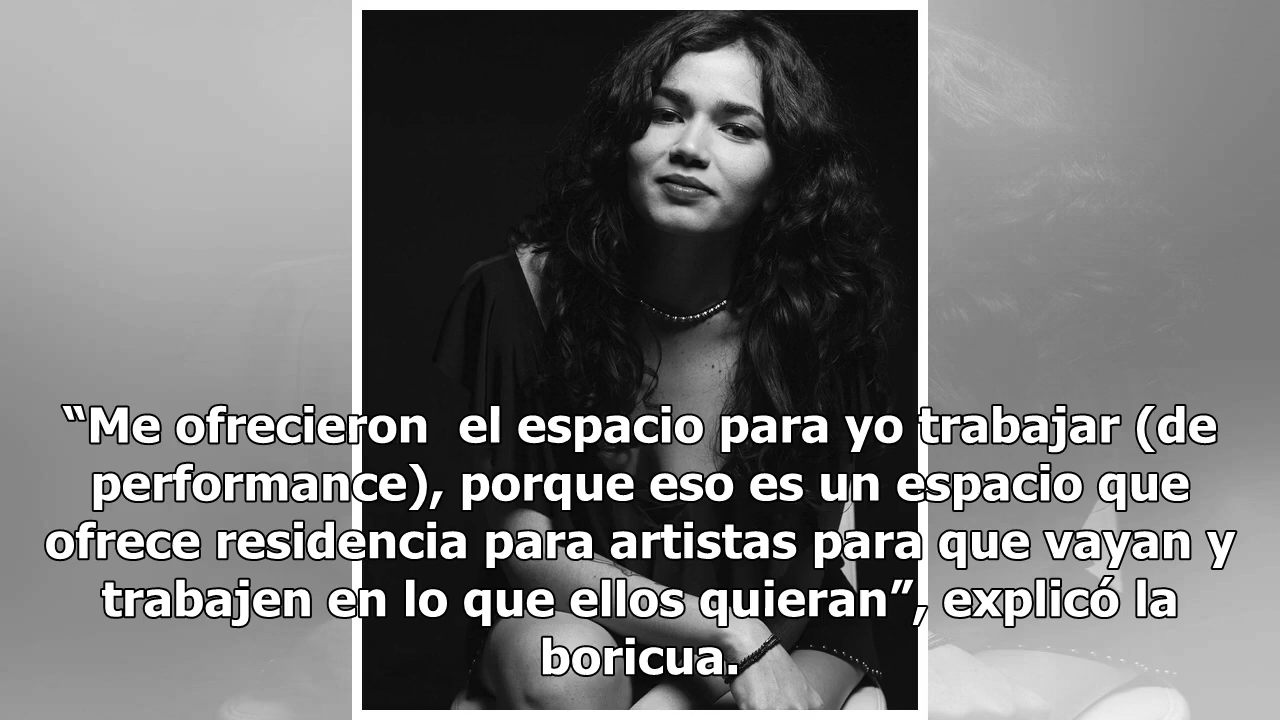 “Me ofrecieron  el espacio para yo trabajar (de
performance), porque eso es un espacio que
ofrece residencia para artistas para que vayan y
trabajen en lo que ellos quieran”, explicó la
boricua.